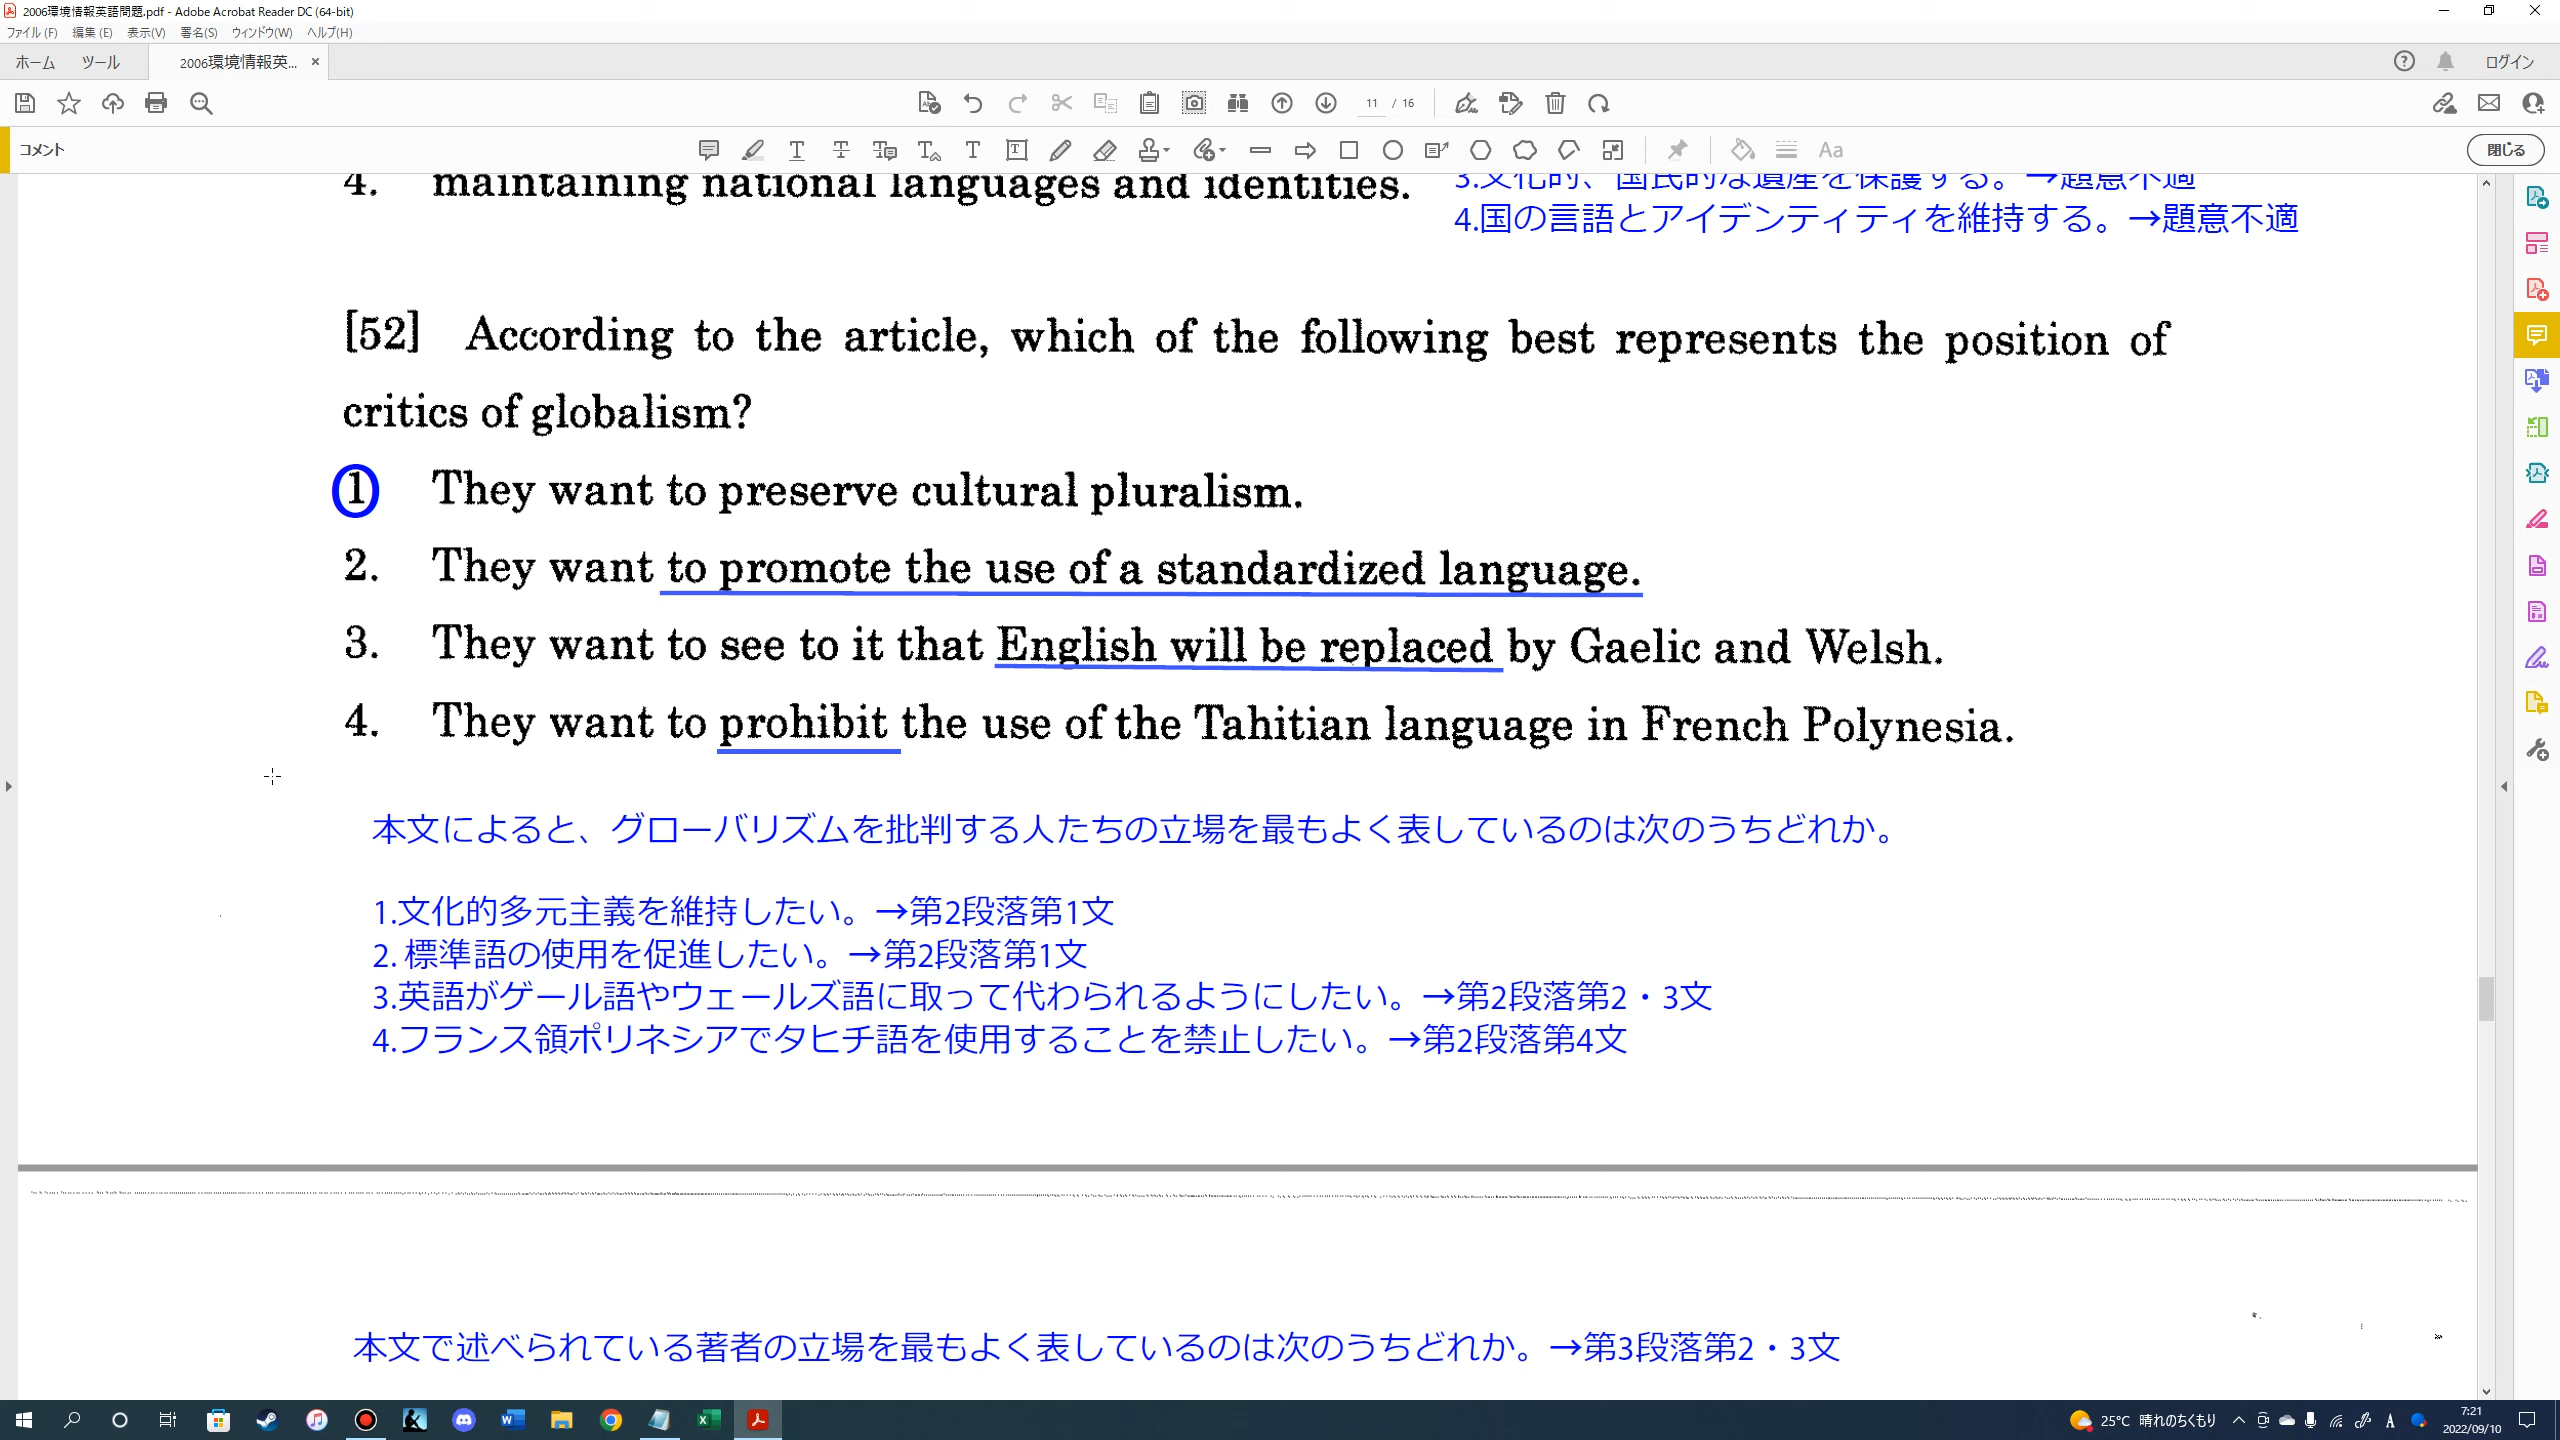 2006環境情報英語問題.pdf - Adobe Acrobat Reader DC (64-bit)
ファイル(F) 編集(E) 表示(V) 署名(S) ウィンドウ(W) ヘルプ(H)
ホーム ツール 2006環境情報英... × ログイン
11 / 16
コメント Aa 閉じる
4. maintaining national languages and identities. 3.文化的、国民的な遺産を保護する。→題意不適
4.国の言語とアイデンティティを維持する。→題意不適
[52] According to the article, which of the following best represents the position of
critics of globalism?
1 They want to preserve cultural pluralism.
2. They want to promote the use of a standardized language.
3. They want to see to it that English will be replaced by Gaelic and Welsh.
4. They want to prohibit the use of the Tahitian language in French Polynesia.
本文によると、グローバリズムを批判する人たちの立場を最もよく表しているのは次のうちどれか。
1.文化的多元主義を維持したい。→第2段落第1文
2. 標準語の使用を促進したい。→第2段落第1文
3.英語がゲール語やウェールズ語に取って代わられるようにしたい。→第2段落第2・3文
4.フランス領ポリネシアでタヒチ語を使用することを禁止したい。→第2段落第4文
本文で述べられている著者の立場を最もよく表しているのは次のうちどれか。→第3段落第2・3文
25°C 晴れのちくもり A 7:21
2022/09/10